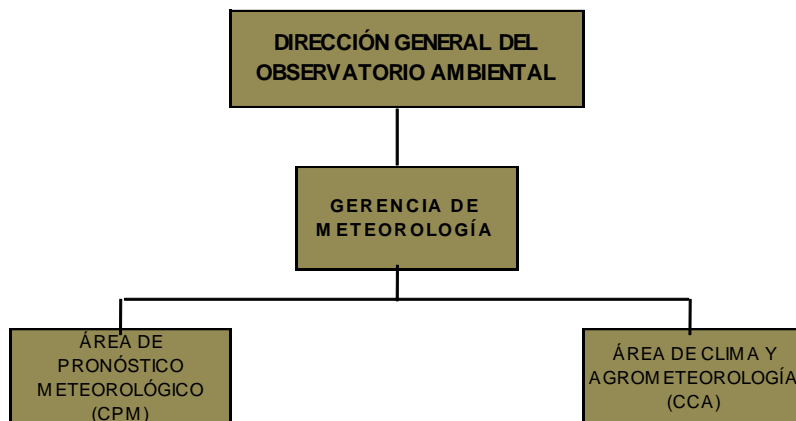 DIRECCIÓN GENERAL DEL
OBSERVATORIO AMBIENTAL
GERENCIA DE
METEOROLOGÍA
ÁREA DE
PRONÓSTICO
METEOROLÓGICO
(CPM)
ÁREA DE CLIMA Y
AGROMETEOROLOGÍA
(CCA)